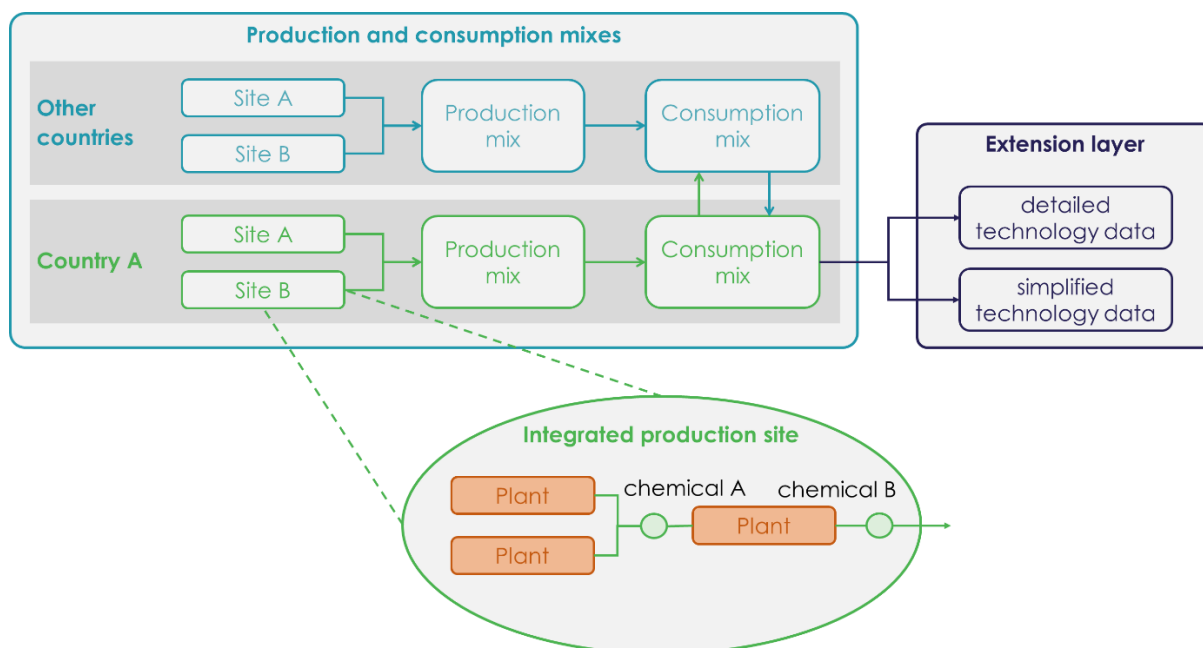 Production and consumption mixes
Other
countries
Site A
Site B
Production
mix
Consumption
mix
Country A
Site A
Site B
Production
mix
Consumption
mix
Extension layer
detailed
technology data
simplified
technology data
Integrated production site
Plant
Plant
chemical A
Plant
chemical B